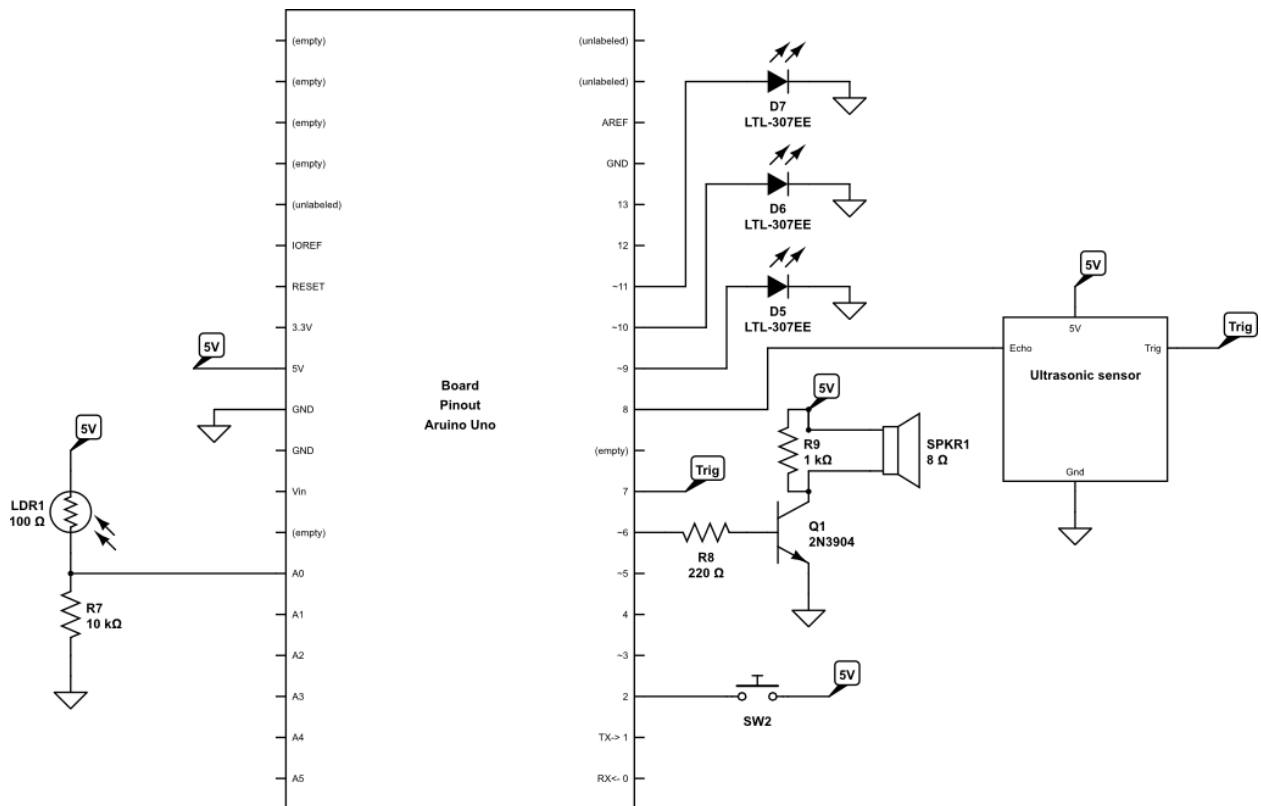 (empty)
(empty)
(empty)
(empty)
(unlabeled)
IOREF
RESET
3.3V
5V
5V
GND
GND
Vin
(empty)
A0
A1
A2
A3
A4
A5
5V
LDR1
100 Ω
R7
10 kΩ
Board
Pinout
Aruino Uno
(unlabeled)
(unlabeled)
AREF
GND
13
12
~11
~10
~9
8
(empty)
7
~6
~5
4
~3
2
TX-> 1
RX<- 0
D7
LTL-307EE
D6
LTL-307EE
D5
LTL-307EE
5V
R9
1 kΩ
SPKR1
8 Ω
Trig
R8
220 Ω
Q1
2N3904
5V
SW2
5V
5V
Echo
Trig
Trig
Ultrasonic sensor
Gnd